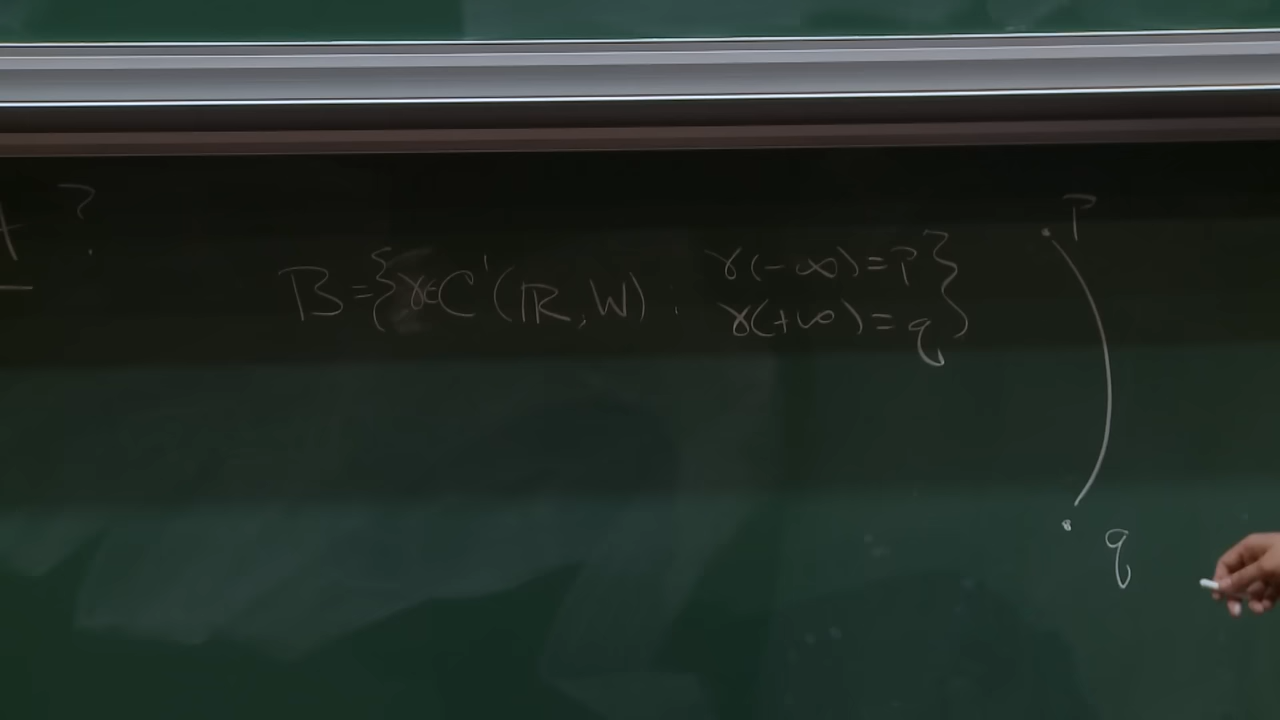 ?
B = { γ ∈ C¹(ℝ, W) : γ(-∞) = P
γ(+∞) = q }
P
q